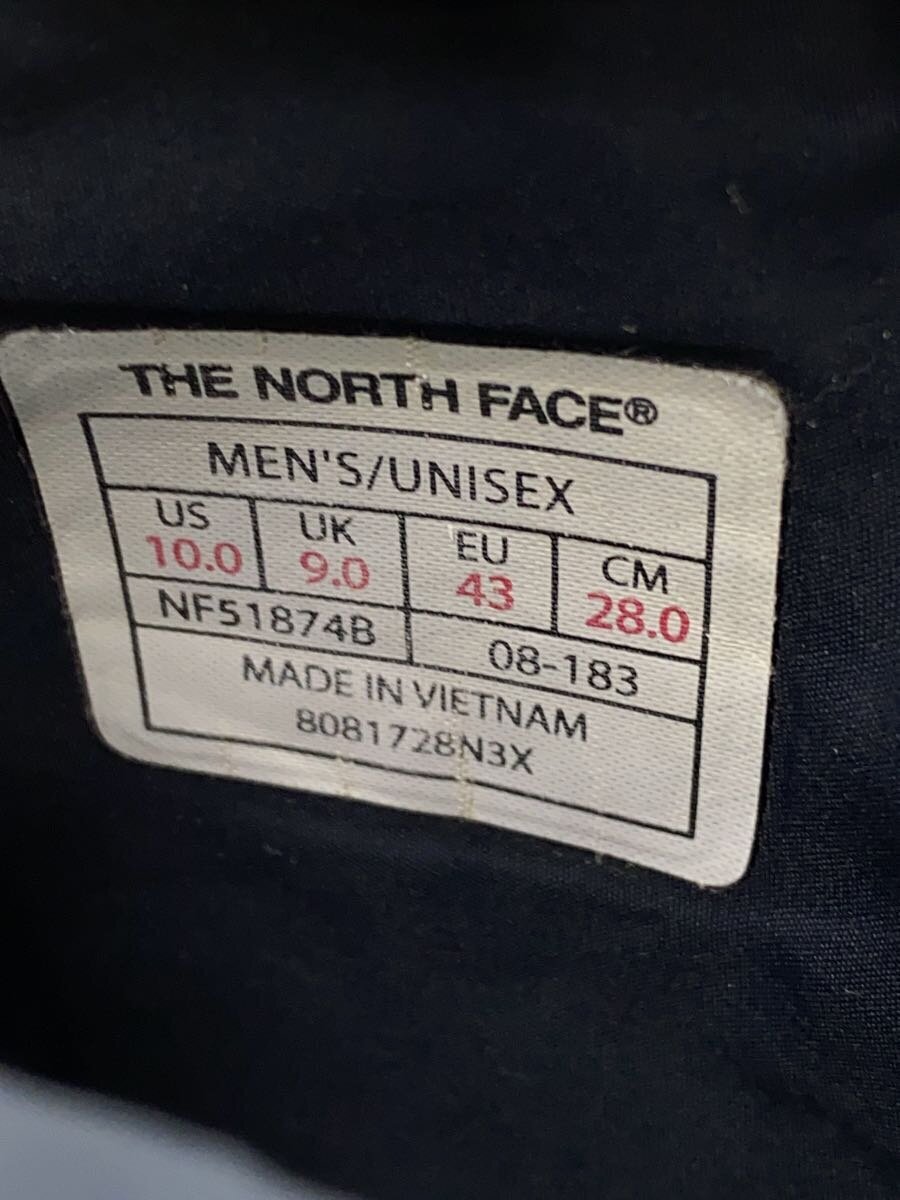 THE NORTH FACE®
MEN'S/UNISEX
US UK EU CM
10.0 9.0 43 28.0
NF51874B 08-183
MADE IN VIETNAM
8081728N3X